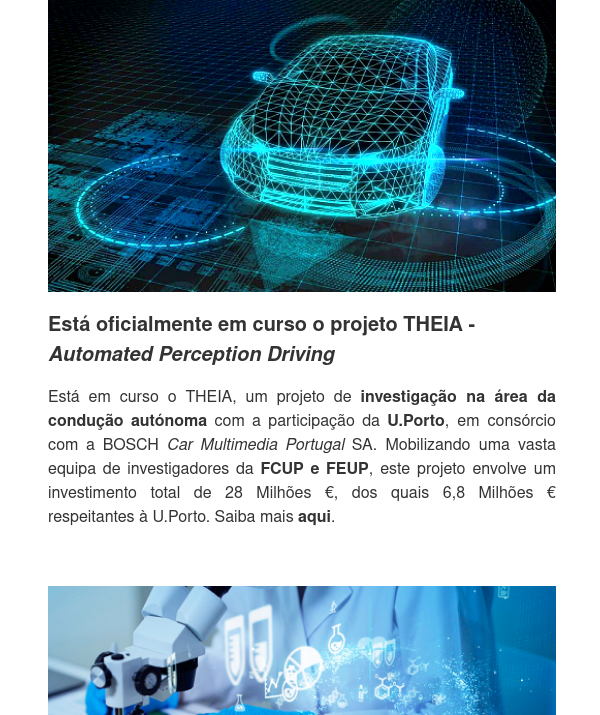 Está oficialmente em curso o projeto THEIA -
Automated Perception Driving
Está em curso o THEIA, um projeto de investigação na área da
condução autónoma com a participação da U.Porto, em consórcio
com a BOSCH Car Multimedia Portugal SA. Mobilizando uma vasta
equipa de investigadores da FCUP e FEUP, este projeto envolve um
investimento total de 28 Milhões €, dos quais 6,8 Milhões €
respeitantes à U.Porto. Saiba mais aqui.